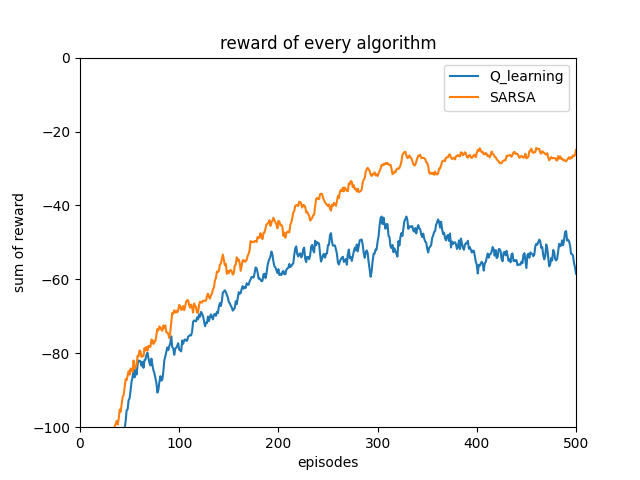 reward of every algorithm
Q_learning
SARSA
sum of reward
0
−20
−40
−60
−80
−100
0 100 200 300 400 500
episodes